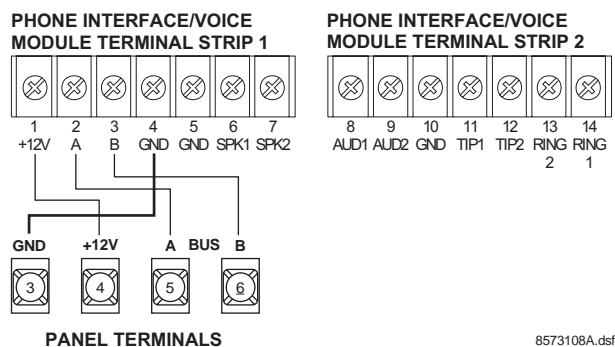 PHONE INTERFACE/VOICE
MODULE TERMINAL STRIP 1
1 2 3 4 5 6 7
+12V A B GND GND SPK1 SPK2
PHONE INTERFACE/VOICE
MODULE TERMINAL STRIP 2
8 9 10 11 12 13 14
AUD1 AUD2 GND TIP1 TIP2 RING RING
2 1
GND +12V A BUS B
3 4 5 6
PANEL TERMINALS
8573108A.dsf